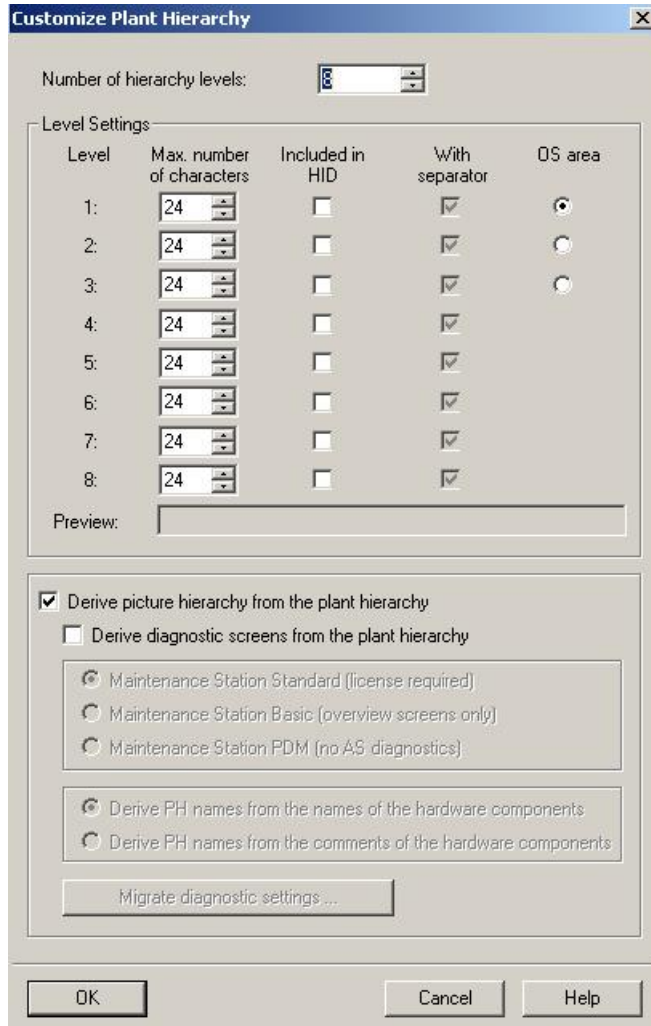 Customize Plant Hierarchy
Number of hierarchy levels: 8
Level Settings
Level Max. number of characters Included in HID With separator OS area
1: 24
2: 24
3: 24
4: 24
5: 24
6: 24
7: 24
8: 24
Preview:
Derive picture hierarchy from the plant hierarchy
Derive diagnostic screens from the plant hierarchy
Maintenance Station Standard (license required)
Maintenance Station Basic (overview screens only)
Maintenance Station PDM (no AS diagnostics)
Derive PH names from the names of the hardware components
Derive PH names from the comments of the hardware components
Migrate diagnostic settings ...
OK Cancel Help